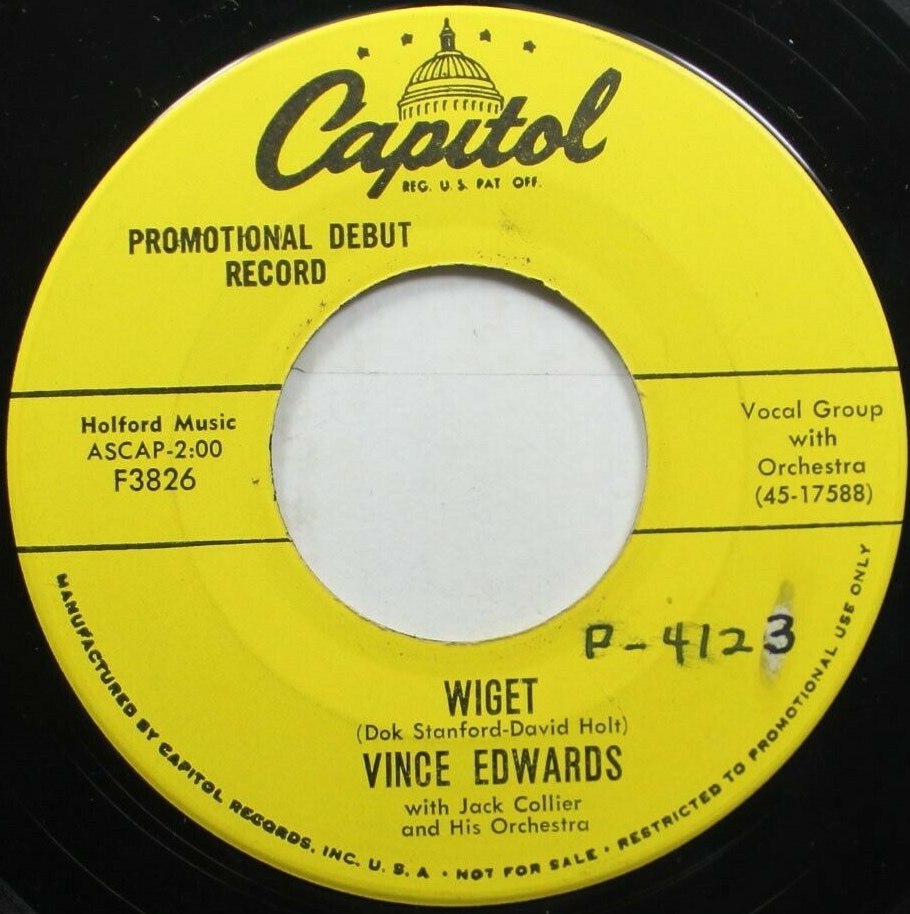 Capitol
REG. U. S. PAT. OFF.
PROMOTIONAL DEBUT
RECORD
Holford Music
ASCAP-2:00
F3826
Vocal Group
with
Orchestra
(45-17588)
P-4123
WIGET
(Dok Stanford-David Holt)
VINCE EDWARDS
with Jack Collier
and His Orchestra
MANUFACTURED BY CAPITOL RECORDS, INC. U. S. A • NOT FOR SALE • RESTRICTED TO PROMOTIONAL USE ONLY